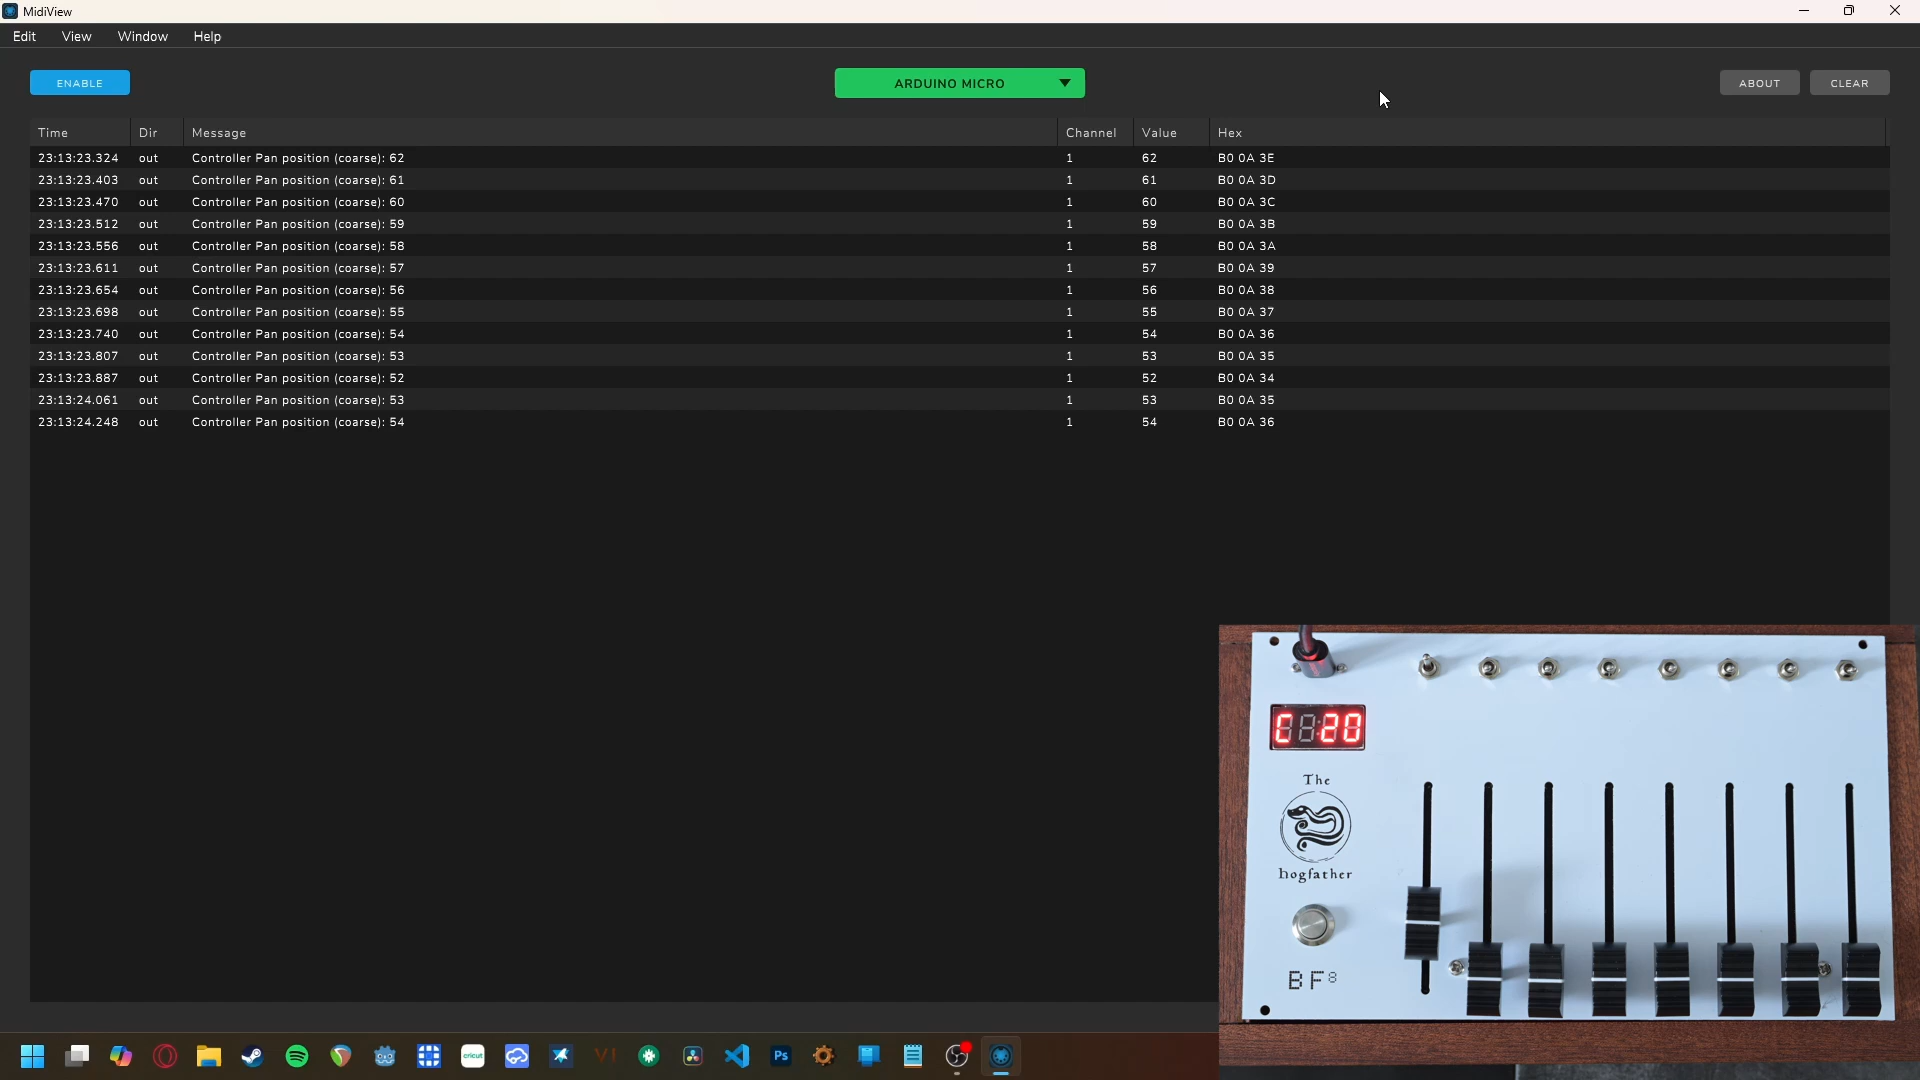 MidiView
Edit View Window Help
ENABLE
ARDUINO MICRO
ABOUT
CLEAR
Time Dir Message Channel Value Hex
23:13:23.324 out Controller Pan position (coarse): 62 1 62 B0 0A 3E
23:13:23.403 out Controller Pan position (coarse): 61 1 61 B0 0A 3D
23:13:23.470 out Controller Pan position (coarse): 60 1 60 B0 0A 3C
23:13:23.512 out Controller Pan position (coarse): 59 1 59 B0 0A 3B
23:13:23.556 out Controller Pan position (coarse): 58 1 58 B0 0A 3A
23:13:23.611 out Controller Pan position (coarse): 57 1 57 B0 0A 39
23:13:23.654 out Controller Pan position (coarse): 56 1 56 B0 0A 38
23:13:23.698 out Controller Pan position (coarse): 55 1 55 B0 0A 37
23:13:23.740 out Controller Pan position (coarse): 54 1 54 B0 0A 36
23:13:23.807 out Controller Pan position (coarse): 53 1 53 B0 0A 35
23:13:23.887 out Controller Pan position (coarse): 52 1 52 B0 0A 34
23:13:24.061 out Controller Pan position (coarse): 53 1 53 B0 0A 35
23:13:24.248 out Controller Pan position (coarse): 54 1 54 B0 0A 36
C 20
The
hogfather
BF8
cricut
V1
Ps